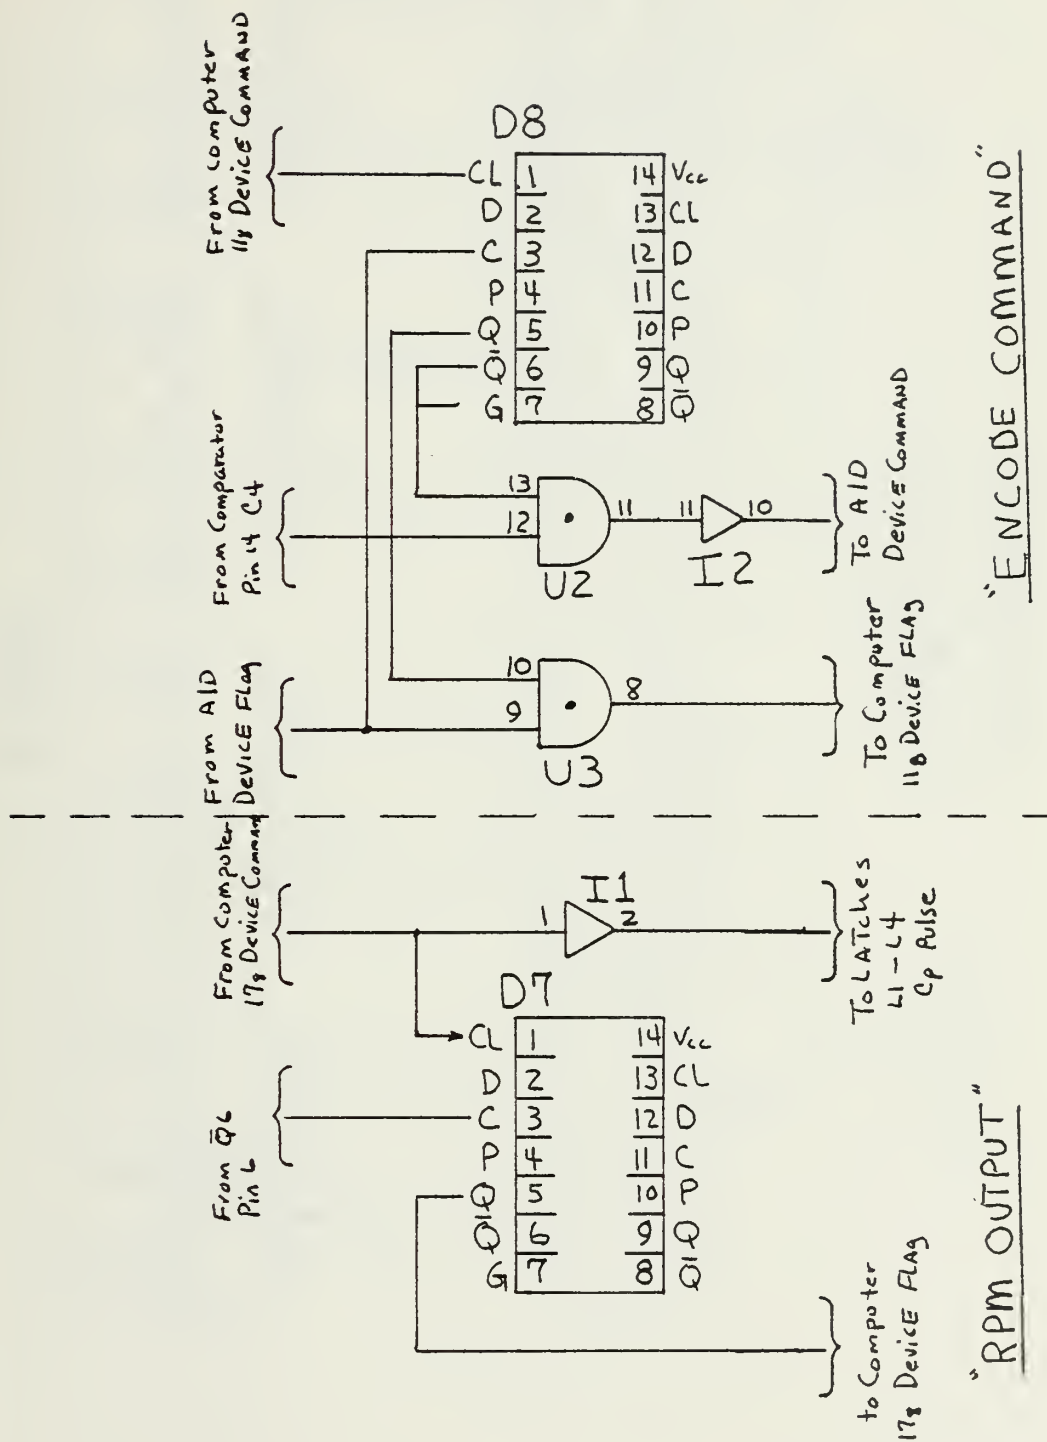 From Computer
11₈ Device COMMAND
D8
CL 1 14 Vcc
D 2 13 CL
C 3 12 D
P 4 11 C
Q 5 10 P
Q̄ 6 9 Q
G 7 8 Q̄
From Comparator
Pin 14 C4
13
12
11
11
10
U2
I2
To A/D
Device COMMAND
From A/D
DEVICE FLAg
10
9
8
U3
To Computer
11₈ Device FLAg
"ENCODE COMMAND"
From Computer
17₈ Device Command
1
I1
2
To LATches
L1 - L4
Cp Pulse
D7
CL 1 14 Vcc
D 2 13 CL
C 3 12 D
P 4 11 C
Q 5 10 P
Q̄ 6 9 Q
G 7 8 Q̄
From Q̄6
Pin 6
to Computer
17₈ Device FLAg
"RPM OUTPUT"